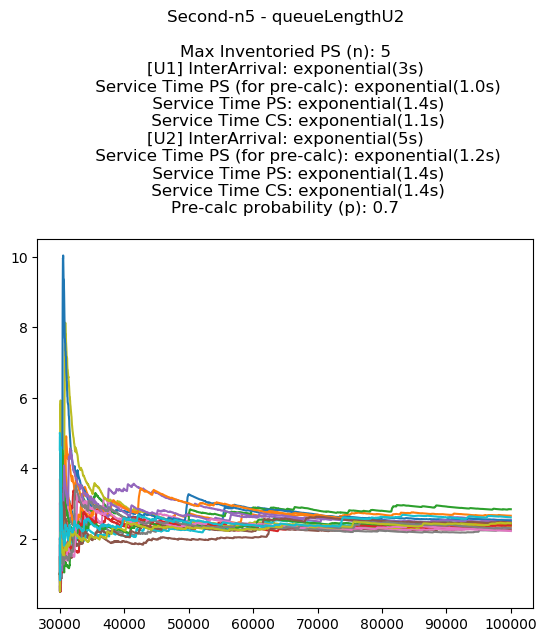 Second-n5 - queueLengthU2
Max Inventoried PS (n): 5
[U1] InterArrival: exponential(3s)
Service Time PS (for pre-calc): exponential(1.0s)
Service Time PS: exponential(1.4s)
Service Time CS: exponential(1.1s)
[U2] InterArrival: exponential(5s)
Service Time PS (for pre-calc): exponential(1.2s)
Service Time PS: exponential(1.4s)
Service Time CS: exponential(1.4s)
Pre-calc probability (p): 0.7
10
8
6
4
2
30000 40000 50000 60000 70000 80000 90000 100000